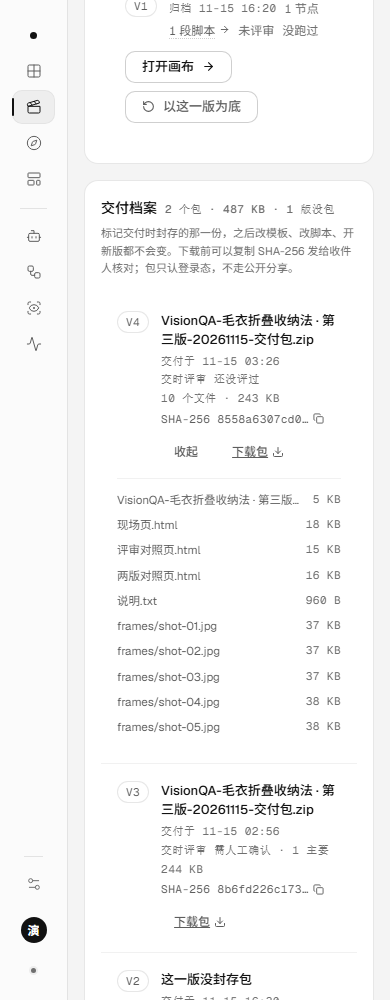 V1
归档 11-15 16:20 1 节点
1 段脚本 → 未评审 没跑过
打开画布 →
以这一版为底
交付档案 2 个包 · 487 KB · 1 版没包
标记交付时封存的那一份，之后改模板、改脚本、开
新版都不会变。下载前可以复制 SHA-256 发给收件
人核对；包只认登录态，不走公开分享。
V4
VisionQA-毛衣折叠收纳法 · 第
三版-20261115-交付包.zip
交付于 11-15 03:26
交时评审 还没评过
10 个文件 · 243 KB
SHA-256 8558a6307cd0…
收起 下载包
VisionQA-毛衣折叠收纳法 · 第三版… 5 KB
现场页.html 18 KB
评审对照页.html 15 KB
两版对照页.html 16 KB
说明.txt 960 B
frames/shot-01.jpg 37 KB
frames/shot-02.jpg 37 KB
frames/shot-03.jpg 37 KB
frames/shot-04.jpg 38 KB
frames/shot-05.jpg 38 KB
V3
VisionQA-毛衣折叠收纳法 · 第
三版-20261115-交付包.zip
交付于 11-15 02:56
交时评审 需人工确认 · 1 主要
244 KB
SHA-256 8b6fd226c173…
下载包
演
V2
这一版没封存包
交付于 11-15 16:20